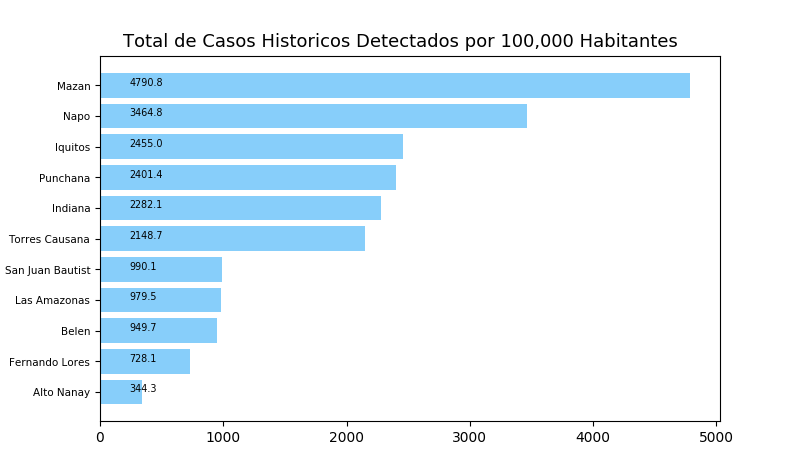 Total de Casos Historicos Detectados por 100,000 Habitantes
Mazan 4790.8
Napo 3464.8
Iquitos 2455.0
Punchana 2401.4
Indiana 2282.1
Torres Causana 2148.7
San Juan Bautist 990.1
Las Amazonas 979.5
Belen 949.7
Fernando Lores 728.1
Alto Nanay 344.3
0 1000 2000 3000 4000 5000